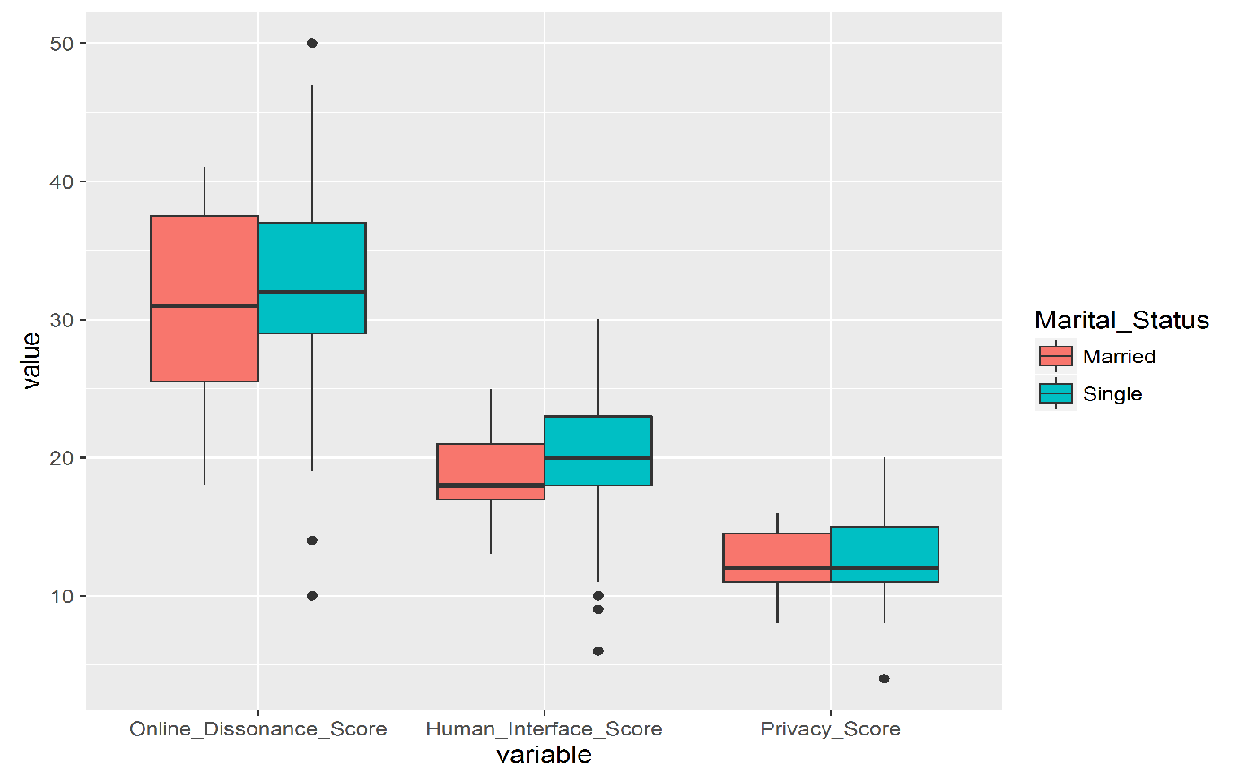 50
40
30
20
10
value
Online_Dissonance_Score
Human_Interface_Score
Privacy_Score
variable
Marital_Status
Married
Single